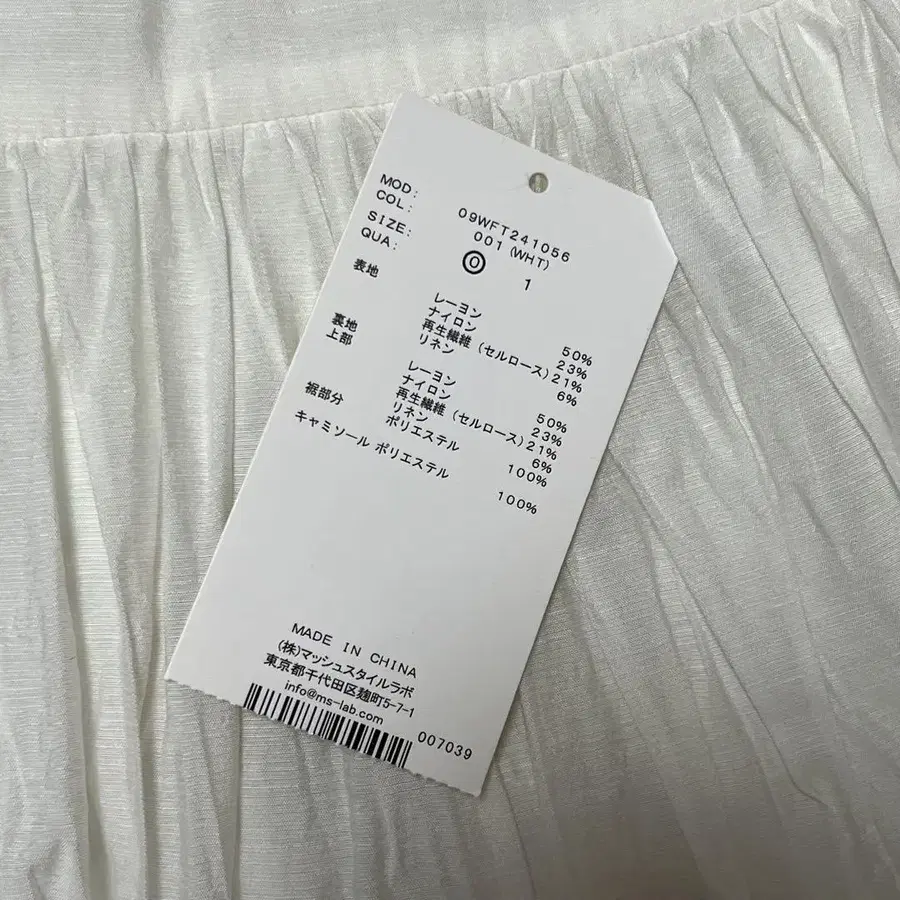 MOD: 09WFT241056
COL: 001 (WHT)
SIZE: 0 1
QUA:
表地 レーヨン 50%
ナイロン 23%
再生繊維 (セルロース) 21%
リネン 6%
裏地
上部 レーヨン 50%
ナイロン 23%
再生繊維 (セルロース) 21%
リネン 6%
裾部分 ポリエステル 100%
キャミソール ポリエステル 100%
MADE IN CHINA
(株)マッシュスタイルラボ
東京都千代田区麹町5-7-1
info@ms-lab.com
007039